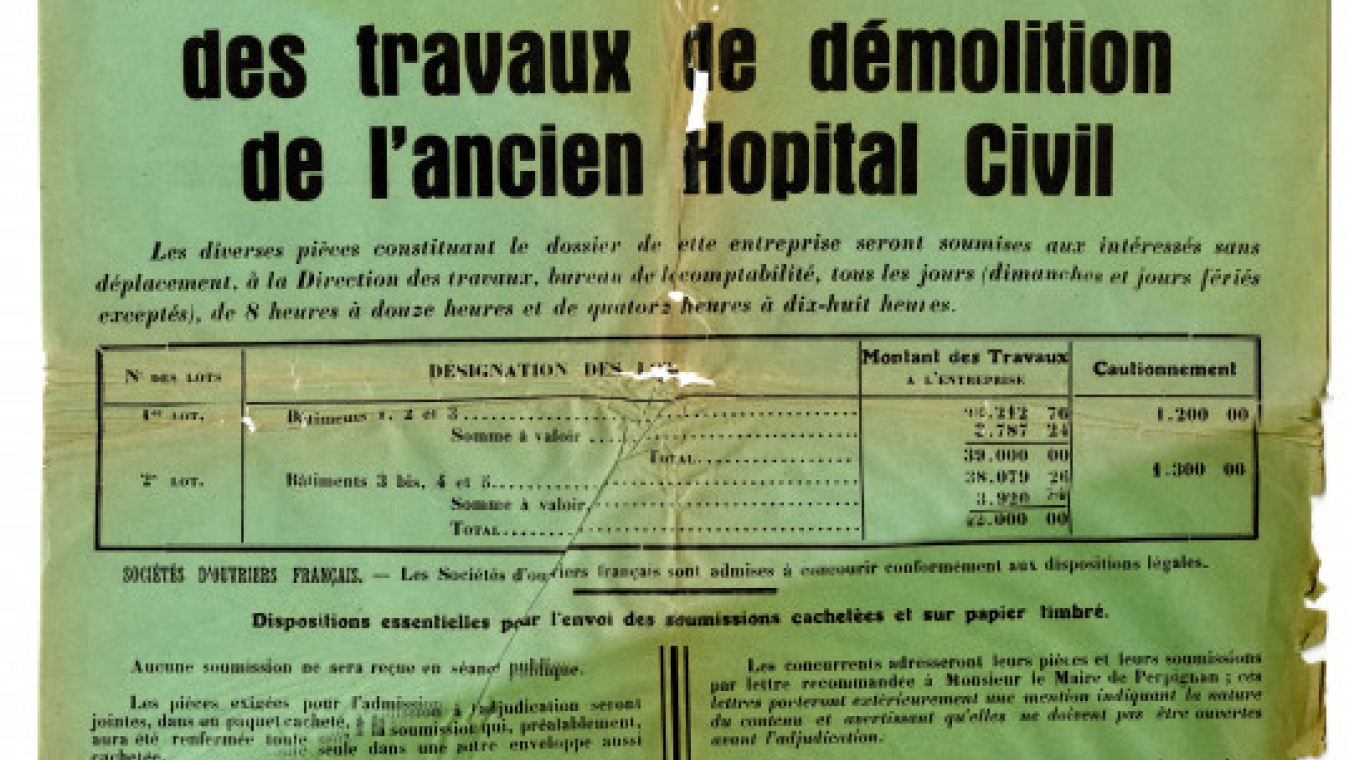 des travaux de démolition
de l'ancien Hopital Civil
Les diverses pièces constituant le dossier de ette entreprise seront soumises aux intéressés sans
déplacement, à la Direction des travaux, bureau de la comptabilité, tous les jours (dimanches et jours fériés
exceptés), de 8 heures à douze heures et de quatorz heures à dix-huit heures.
Nos DES LOTS DÉSIGNATION DES Montant des Travaux A L'ENTREPRISE Cautionnement
1er LOT. Bâtiments 1, 2 et 3 .212 76 1.200 00
Somme à valoir 2.787 24
TOTAL 39.000 00
2e LOT. Bâtiments 3 bis, 4 et 5 38.079 26 1.300 00
Somme à valoir 3.920
TOTAL .000 00
SOCIÉTÉS D'OUVRIERS FRANÇAIS. — Les Sociétés d'ouvriers français sont admises à concourir conformément aux dispositions légales.
Dispositions essentielles pour l'envoi des soumissions cachetées et sur papier timbré.
Aucune soumission ne sera reçue en séance publique.
Les pièces exigées pour l'admission à l'adjudication seront
jointes, dans un paquet cacheté, à la soumission qui, préalablement,
aura été renfermée toute seule dans une autre enveloppe aussi
cachetée.
Les concurrents adresseront leurs pièces et leurs soumissions
par lettre recommandée à Monsieur le Maire de Perpignan ; ces
lettres porteront extérieurement une mention indiquant la nature
du contenu et avertissant qu'elles ne doivent pas être ouvertes
avant l'adjudication.